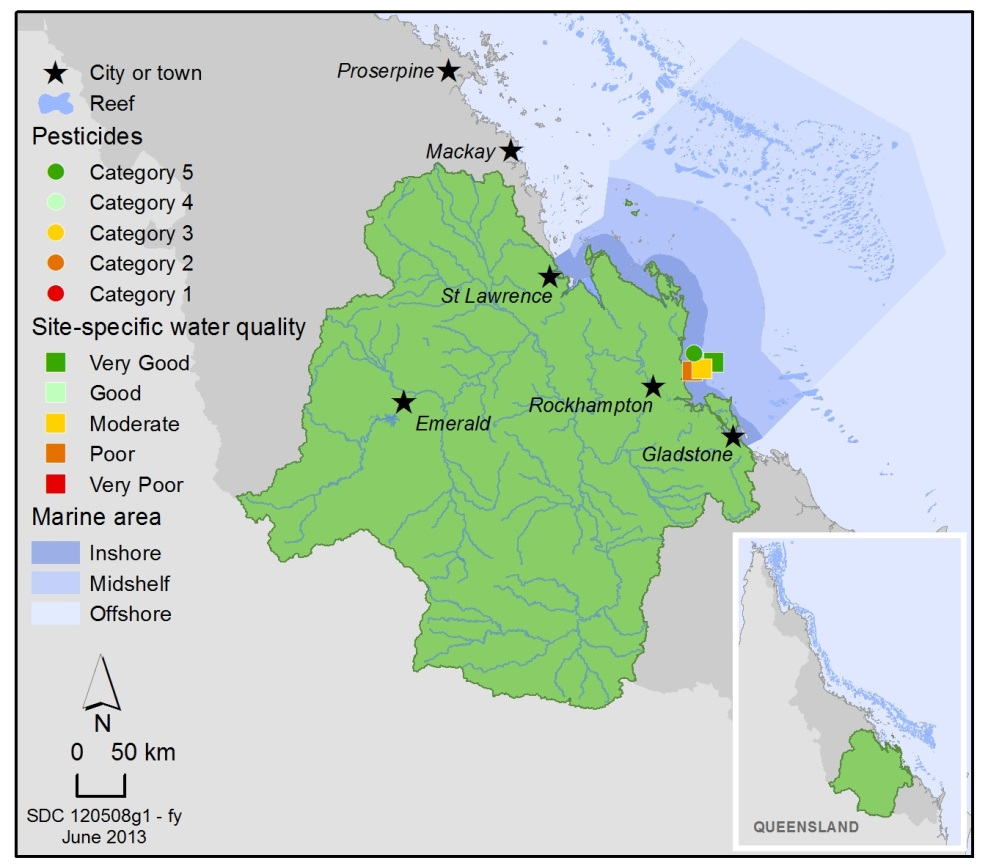 City or town
Reef
Pesticides
Category 5
Category 4
Category 3
Category 2
Category 1
Site-specific water quality
Very Good
Good
Moderate
Poor
Very Poor
Marine area
Inshore
Midshelf
Offshore
N
0 50 km
SDC 120508g1 - fy
June 2013
Proserpine
Mackay
St Lawrence
Rockhampton
Emerald
Gladstone
QUEENSLAND